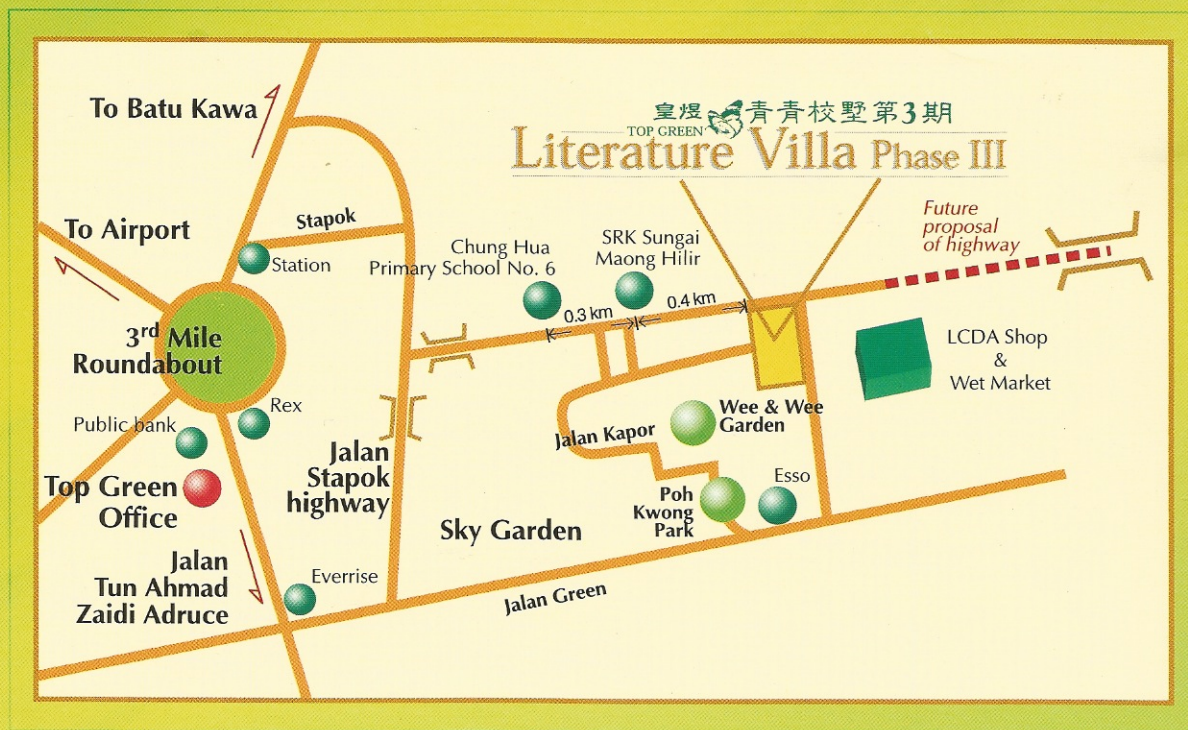 To Batu Kawa
皇煜 青青校墅第3期
TOP GREEN
Literature Villa Phase III
To Airport
Stapok
Station
Chung Hua
Primary School No. 6
SRK Sungai
Maong Hilir
Future
proposal
of highway
0.3 km
0.4 km
3rd Mile
Roundabout
LCDA Shop
&
Wet Market
Rex
Public bank
Wee & Wee
Garden
Jalan Kapor
Jalan
Stapok
highway
Top Green
Office
Esso
Poh
Kwong
Park
Sky Garden
Jalan
Tun Ahmad
Zaidi Adruce
Everrise
Jalan Green